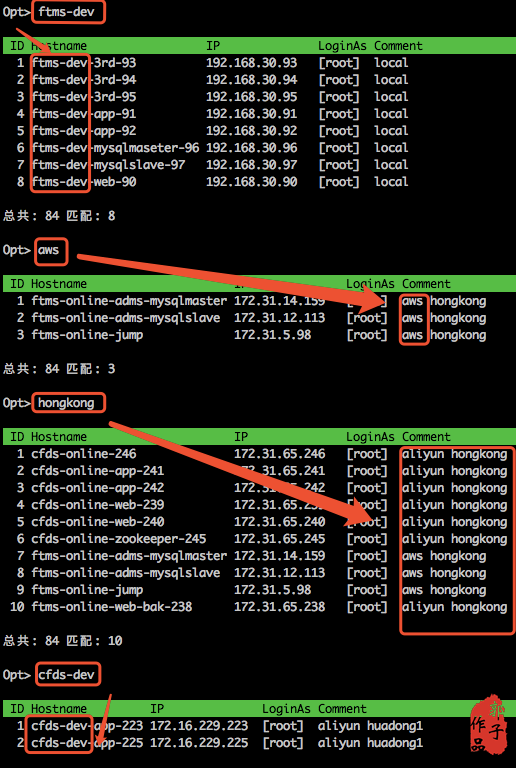 Opt> ftms-dev
ID Hostname IP LoginAs Comment
1 ftms-dev-3rd-93 192.168.30.93 [root] local
2 ftms-dev-3rd-94 192.168.30.94 [root] local
3 ftms-dev-3rd-95 192.168.30.95 [root] local
4 ftms-dev-app-91 192.168.30.91 [root] local
5 ftms-dev-app-92 192.168.30.92 [root] local
6 ftms-dev-mysqlmaseter-96 192.168.30.96 [root] local
7 ftms-dev-mysqlslave-97 192.168.30.97 [root] local
8 ftms-dev-web-90 192.168.30.90 [root] local
总共: 84 匹配: 8
Opt> aws
ID Hostname IP LoginAs Comment
1 ftms-online-adms-mysqlmaster 172.31.14.159 [root] aws hongkong
2 ftms-online-adms-mysqlslave 172.31.12.113 [root] aws hongkong
3 ftms-online-jump 172.31.5.98 [root] aws hongkong
总共: 84 匹配: 3
Opt> hongkong
ID Hostname IP LoginAs Comment
1 cfds-online-246 172.31.65.246 [root] aliyun hongkong
2 cfds-online-app-241 172.31.65.241 [root] aliyun hongkong
3 cfds-online-app-242 172.31.65.242 [root] aliyun hongkong
4 cfds-online-web-239 172.31.65.239 [root] aliyun hongkong
5 cfds-online-web-240 172.31.65.240 [root] aliyun hongkong
6 cfds-online-zookeeper-245 172.31.65.245 [root] aliyun hongkong
7 ftms-online-adms-mysqlmaster 172.31.14.159 [root] aws hongkong
8 ftms-online-adms-mysqlslave 172.31.12.113 [root] aws hongkong
9 ftms-online-jump 172.31.5.98 [root] aws hongkong
10 ftms-online-web-bak-238 172.31.65.238 [root] aliyun hongkong
总共: 84 匹配: 10
Opt> cfds-dev
ID Hostname IP LoginAs Comment
1 cfds-dev-app-223 172.16.229.223 [root] aliyun huadong1
2 cfds-dev-app-225 172.16.229.225 [root] aliyun huadong1
子
作品